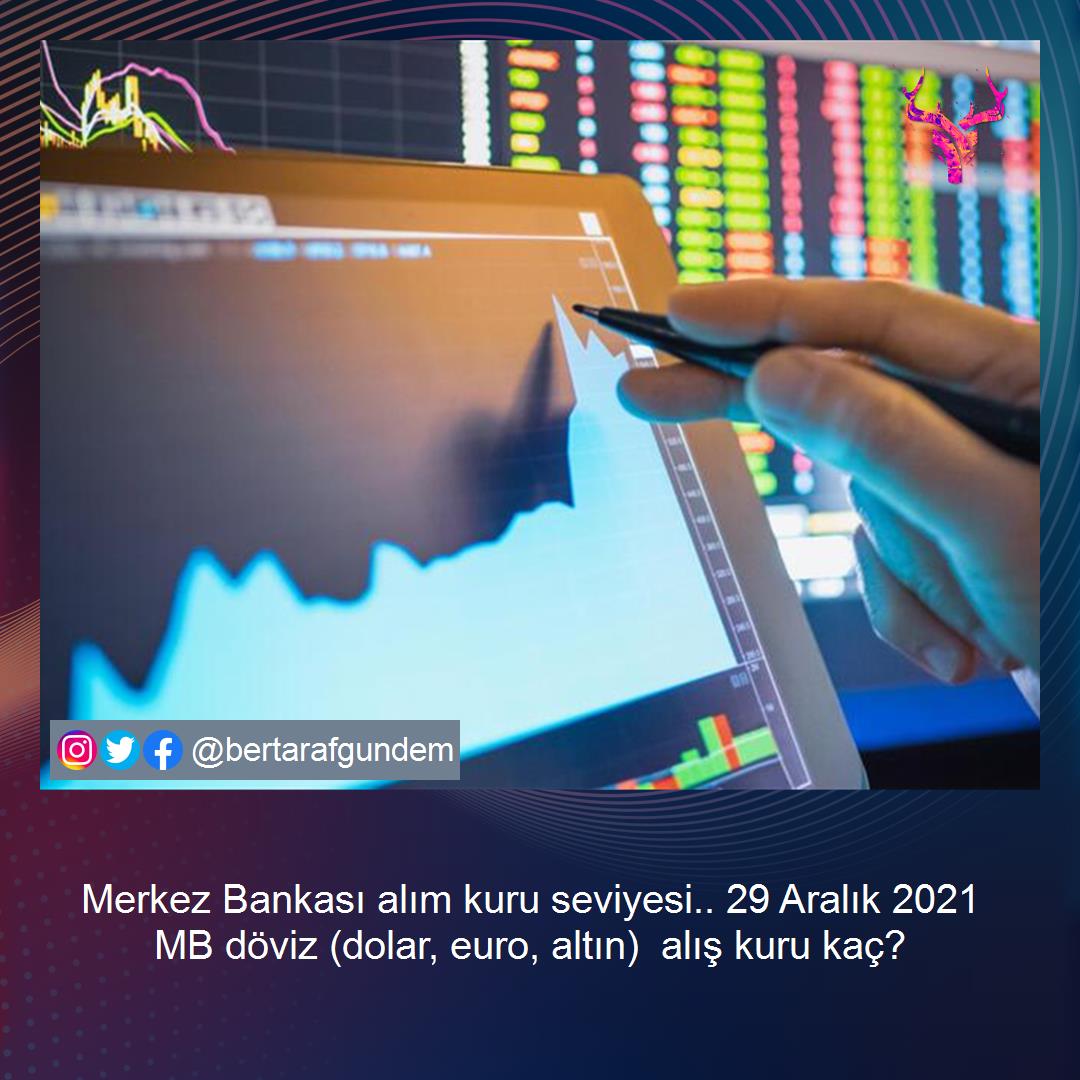 @bertarafgundem
Merkez Bankası alım kuru seviyesi.. 29 Aralık 2021
MB döviz (dolar, euro, altın)  alış kuru kaç?